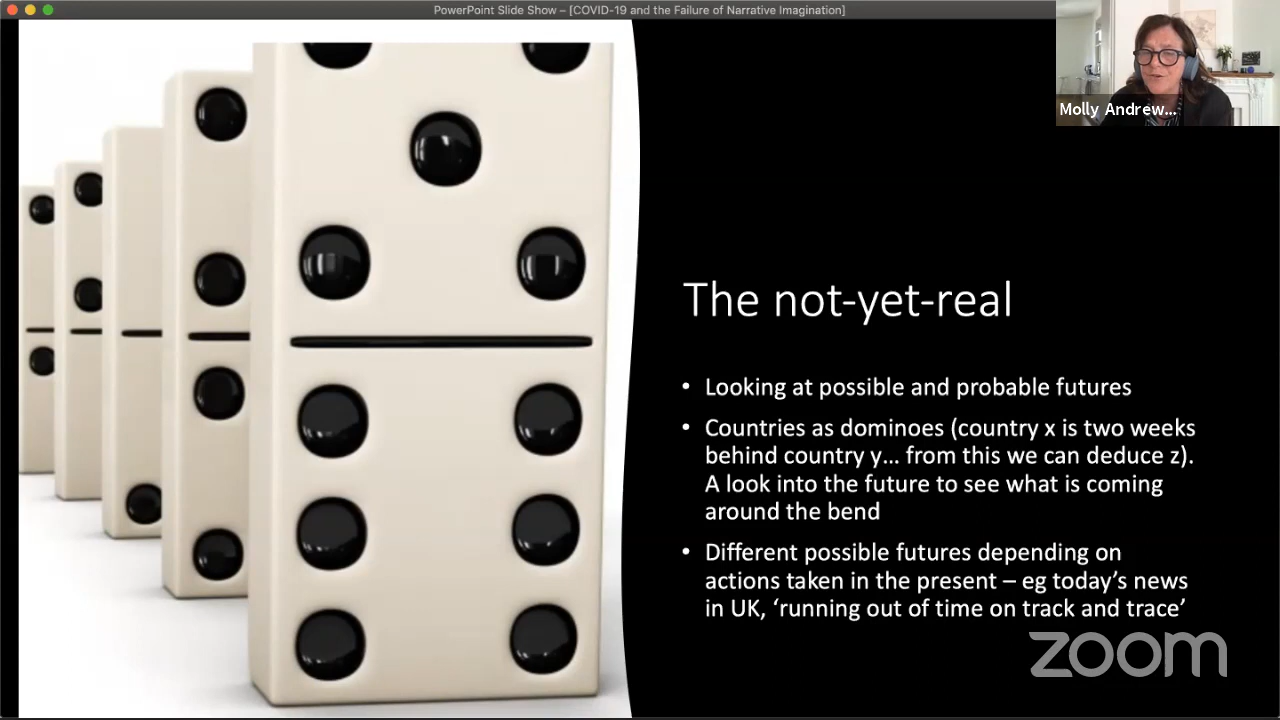 PowerPoint Slide Show – [COVID-19 and the Failure of Narrative Imagination]
Molly Andrew...
The not-yet-real
• Looking at possible and probable futures
• Countries as dominoes (country x is two weeks
behind country y... from this we can deduce z).
A look into the future to see what is coming
around the bend
• Different possible futures depending on
actions taken in the present – eg today’s news
in UK, ‘running out of time on track and trace’
zoom